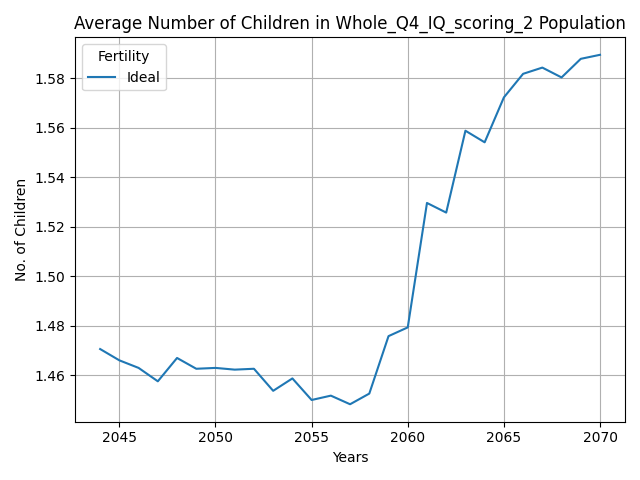 Average Number of Children in Whole_Q4_IQ_scoring_2 Population
Fertility
Ideal
No. of Children
1.58
1.56
1.54
1.52
1.50
1.48
1.46
2045 2050 2055 2060 2065 2070
Years